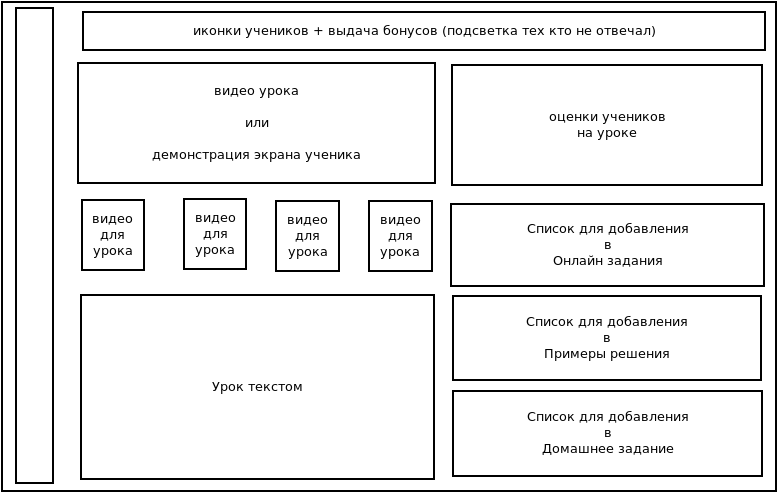 иконки учеников + выдача бонусов (подсветка тех кто не отвечал)
видео урока
или
демонстрация экрана ученика
оценки учеников
на уроке
видео
для
урока
видео
для
урока
видео
для
урока
видео
для
урока
Список для добавления
в
Онлайн задания
Урок текстом
Список для добавления
в
Примеры решения
Список для добавления
в
Домашнее задание